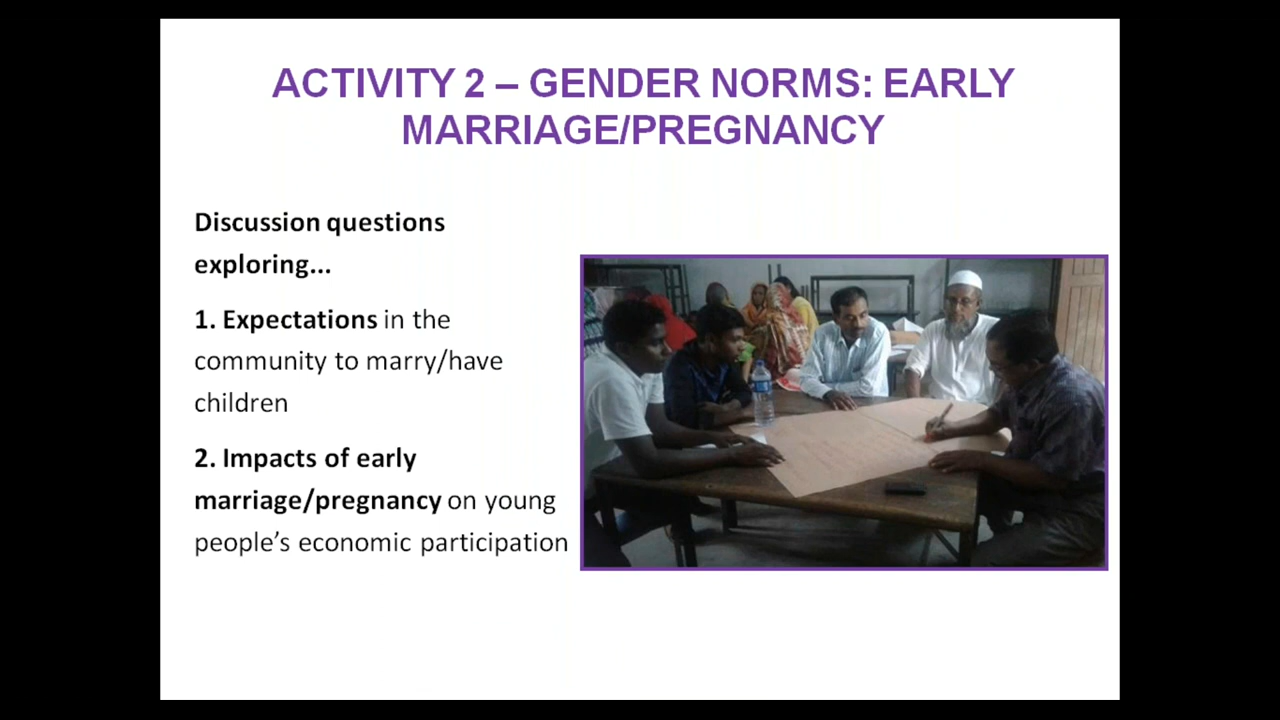 ACTIVITY 2 – GENDER NORMS: EARLY
MARRIAGE/PREGNANCY
Discussion questions
exploring...
1. Expectations in the
community to marry/have
children
2. Impacts of early
marriage/pregnancy on young
people's economic participation